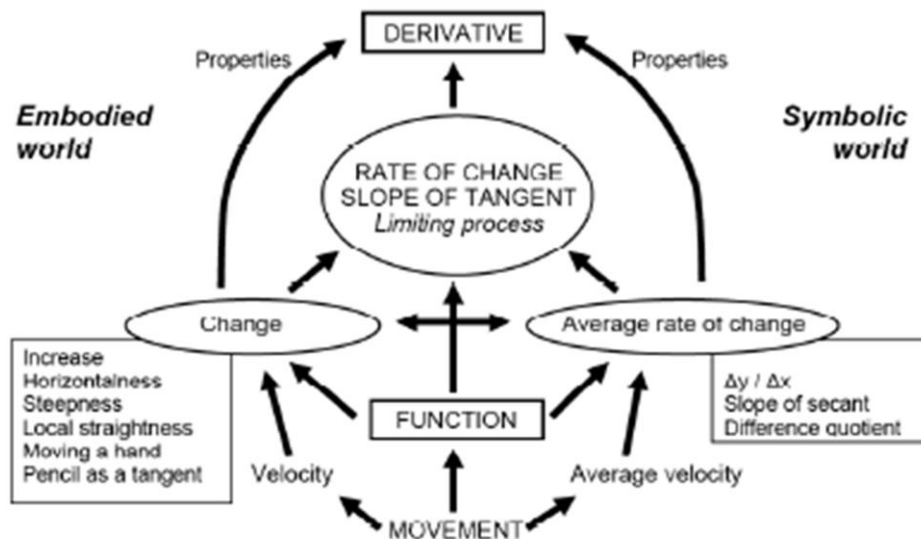 DERIVATIVE
Properties
Properties
Embodied
world
Symbolic
world
RATE OF CHANGE
SLOPE OF TANGENT
Limiting process
Change
Average rate of change
Increase
Horizontalness
Steepness
Local straightness
Moving a hand
Pencil as a tangent
Δy / Δx
Slope of secant
Difference quotient
FUNCTION
Velocity
Average velocity
MOVEMENT